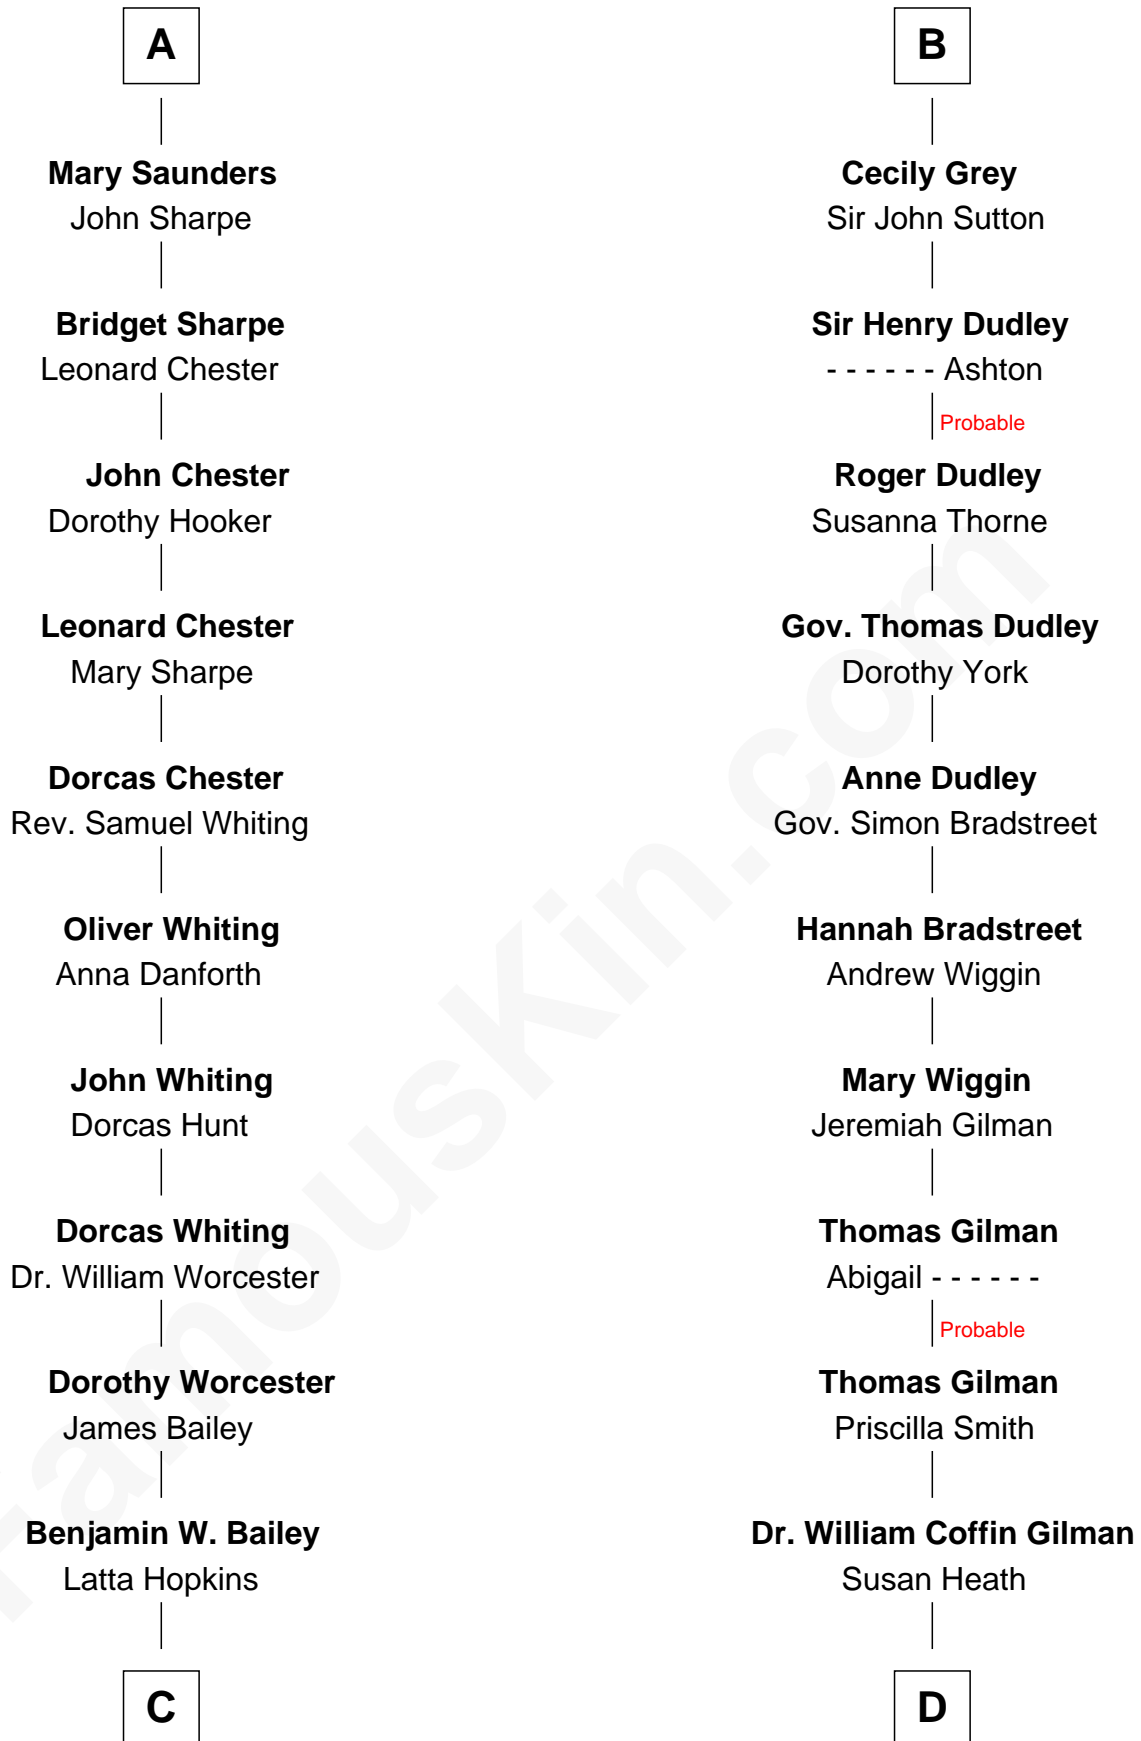 A
Mary Saunders
John Sharpe
Bridget Sharpe
Leonard Chester
John Chester
Dorothy Hooker
Leonard Chester
Mary Sharpe
Dorcas Chester
Rev. Samuel Whiting
Oliver Whiting
Anna Danforth
John Whiting
Dorcas Hunt
Dorcas Whiting
Dr. William Worcester
Dorothy Worcester
James Bailey
Benjamin W. Bailey
Latta Hopkins
C
B
Cecily Grey
Sir John Sutton
Sir Henry Dudley
- - - - - - Ashton
Probable
Roger Dudley
Susanna Thorne
Gov. Thomas Dudley
Dorothy York
Anne Dudley
Gov. Simon Bradstreet
Hannah Bradstreet
Andrew Wiggin
Mary Wiggin
Jeremiah Gilman
Thomas Gilman
Abigail - - - - - -
Probable
Thomas Gilman
Priscilla Smith
Dr. William Coffin Gilman
Susan Heath
D
FamousKin.com